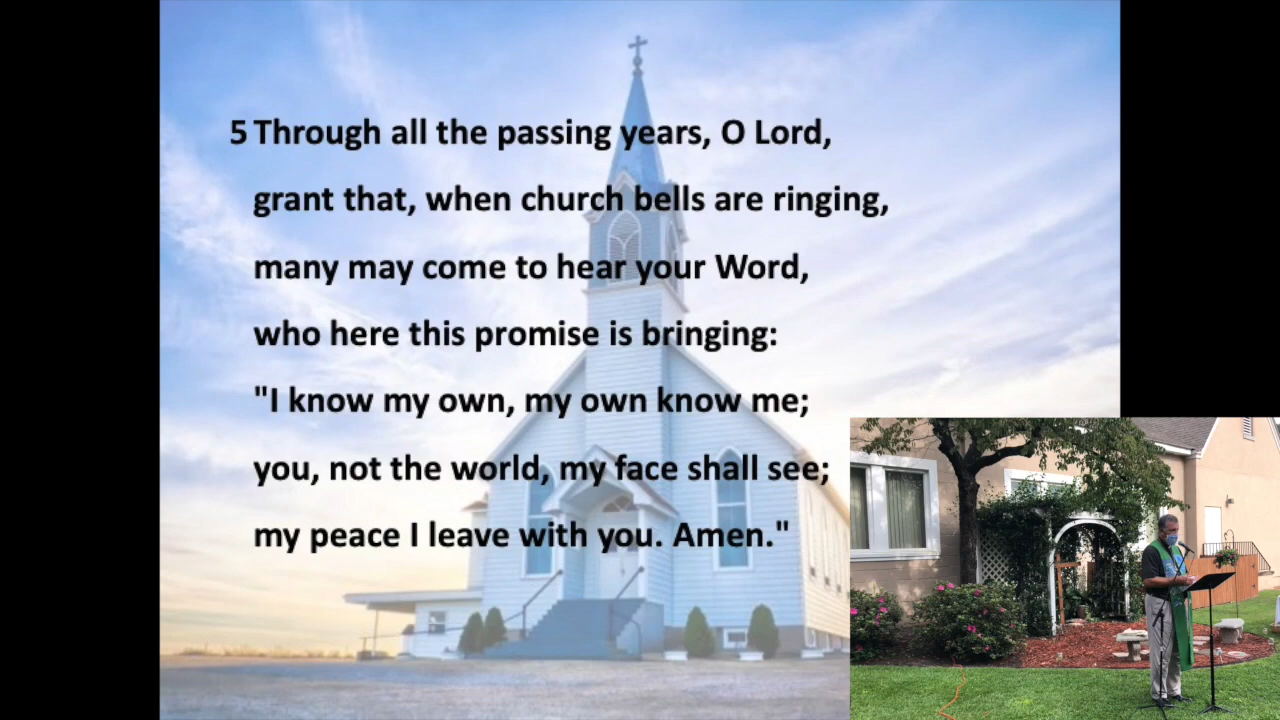 5 Through all the passing years, O Lord,
grant that, when church bells are ringing,
many may come to hear your Word,
who here this promise is bringing:
"I know my own, my own know me;
you, not the world, my face shall see;
my peace I leave with you. Amen."